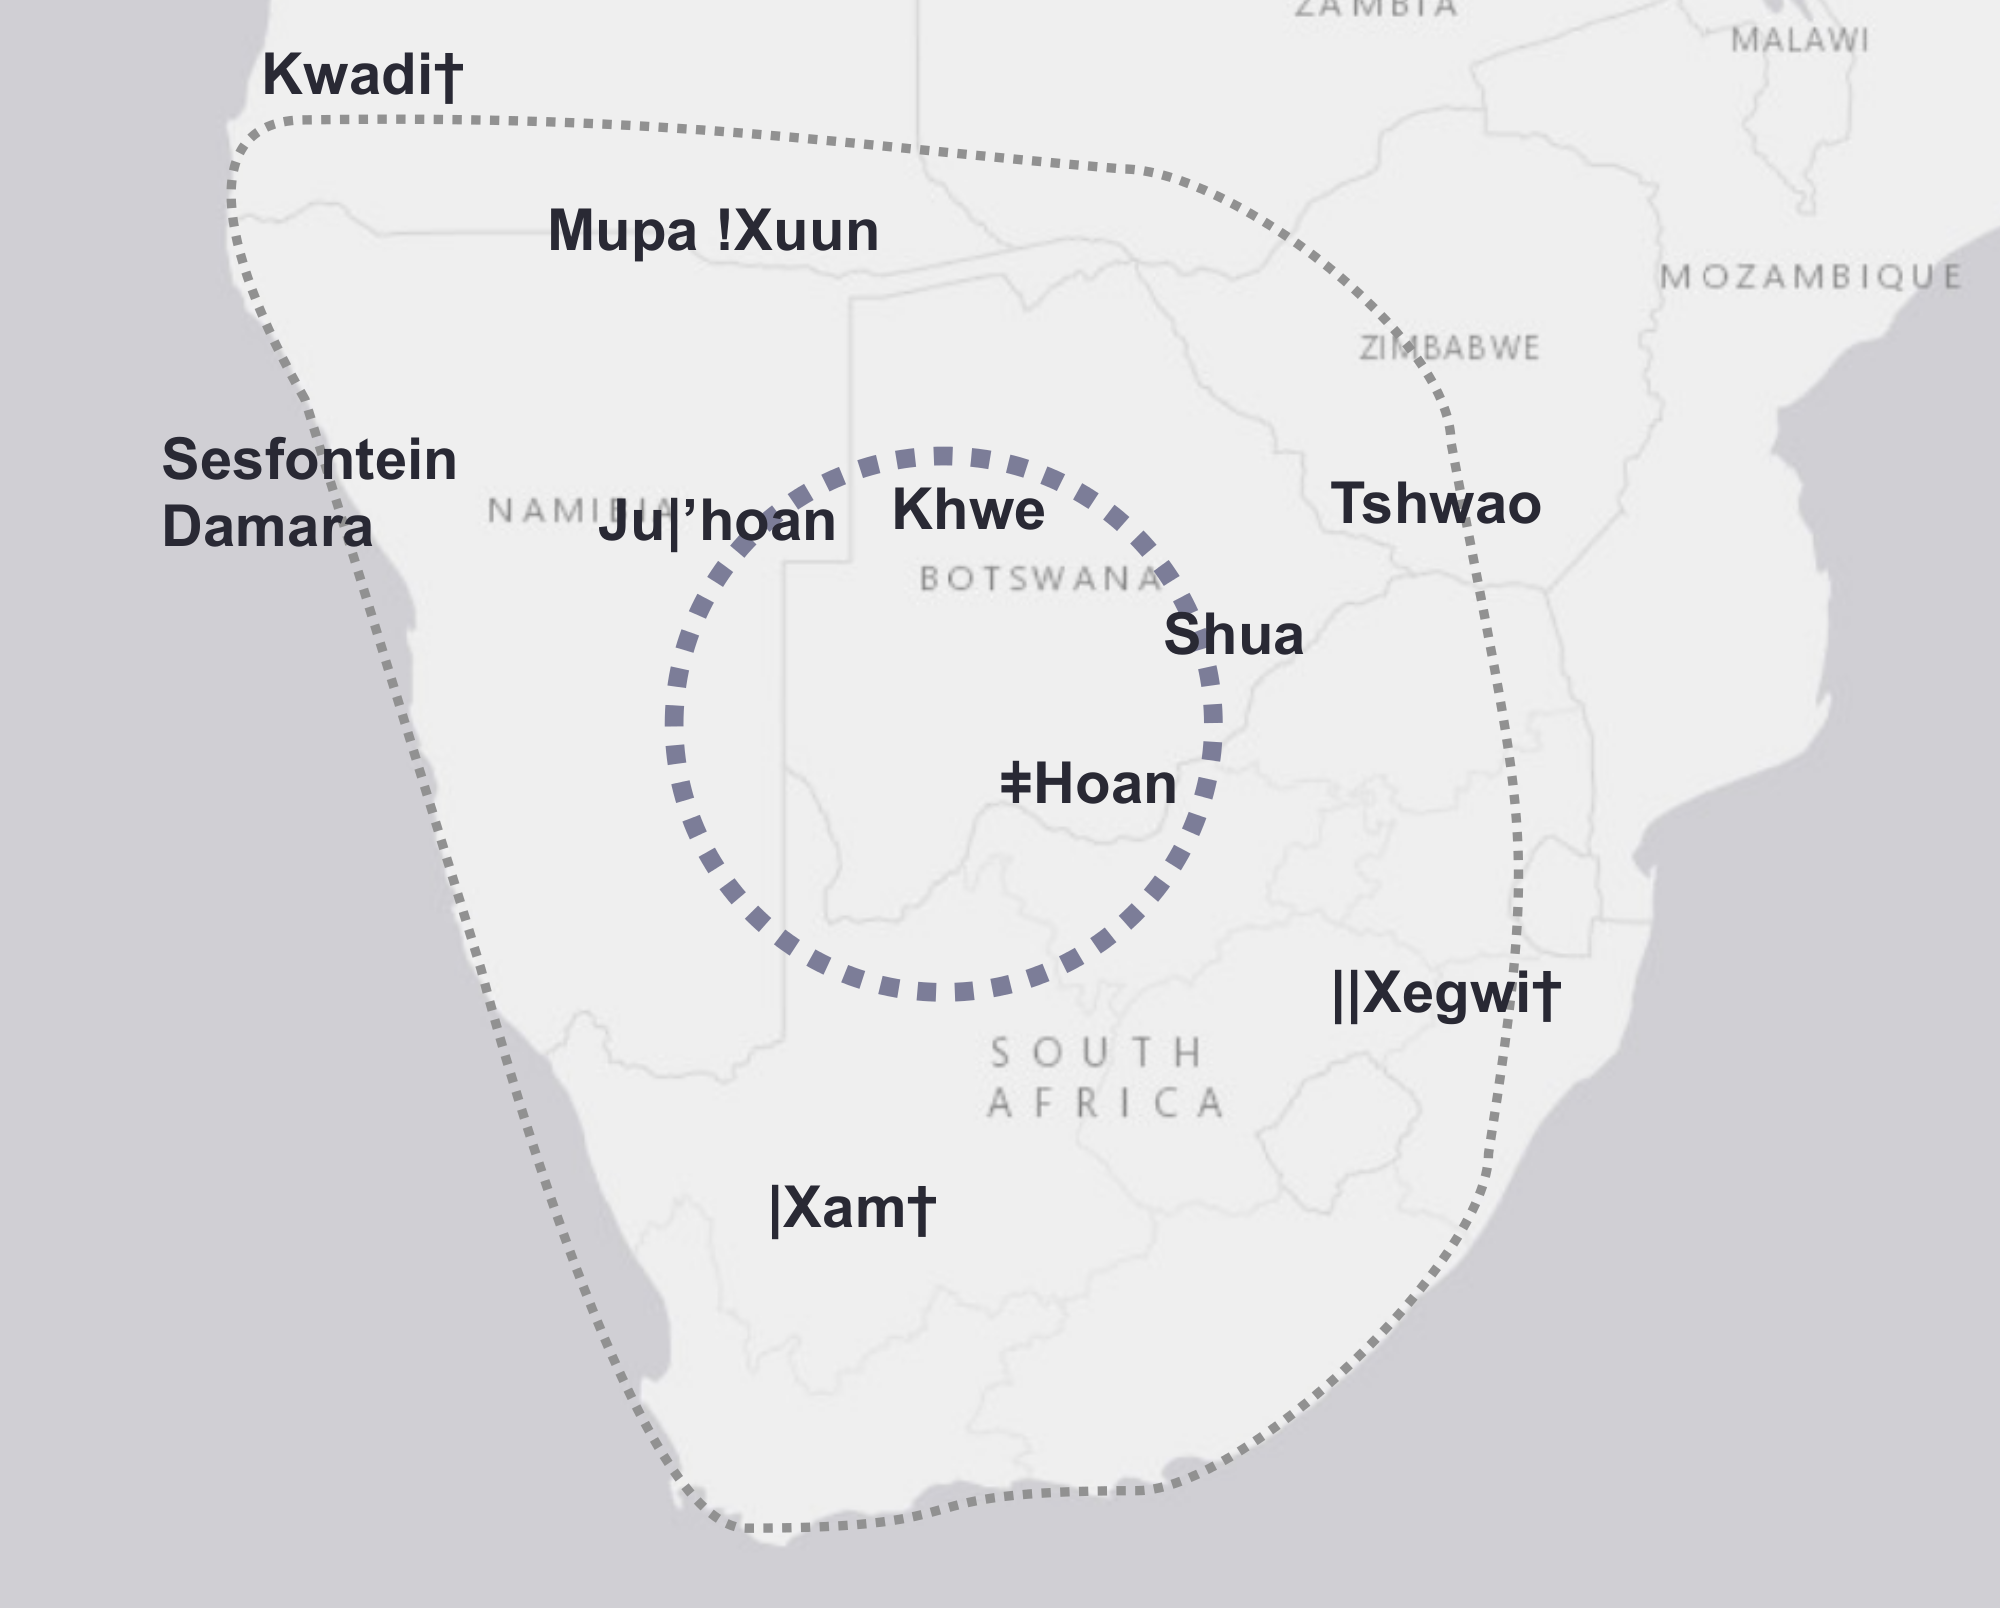 ZAMBIA
MALAWI
Kwadi†
Mupa !Xuun
MOZAMBIQUE
ZIMBABWE
Sesfontein
Damara
NAMIBIA
Ju|’hoan
Khwe
Tshwao
BOTSWANA
Shua
ǂHoan
||Xegwi†
SOUTH
AFRICA
|Xam†